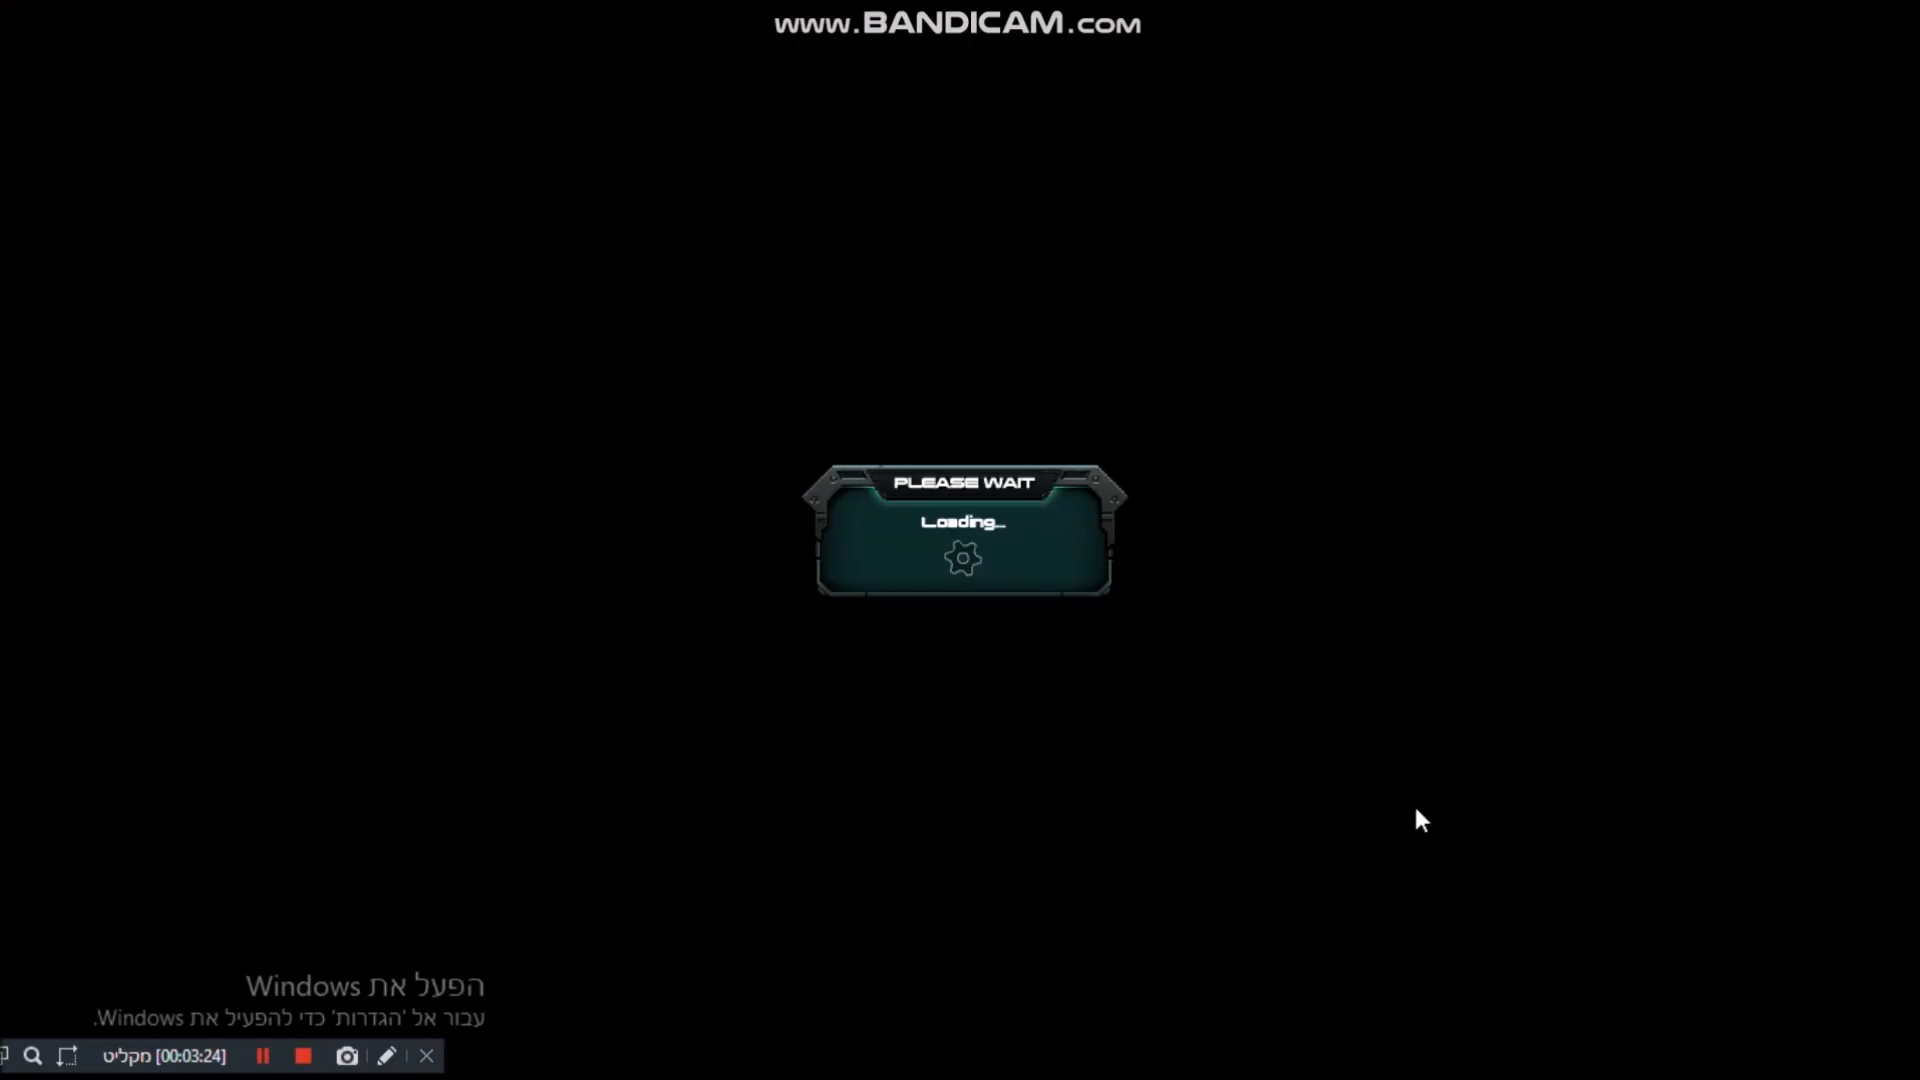 www.BANDICAM.COM
PLEASE WAIT
Loading...
הפעל את Windows
עבור אל 'הגדרות' כדי להפעיל את Windows.
מקליט [00:03:24]